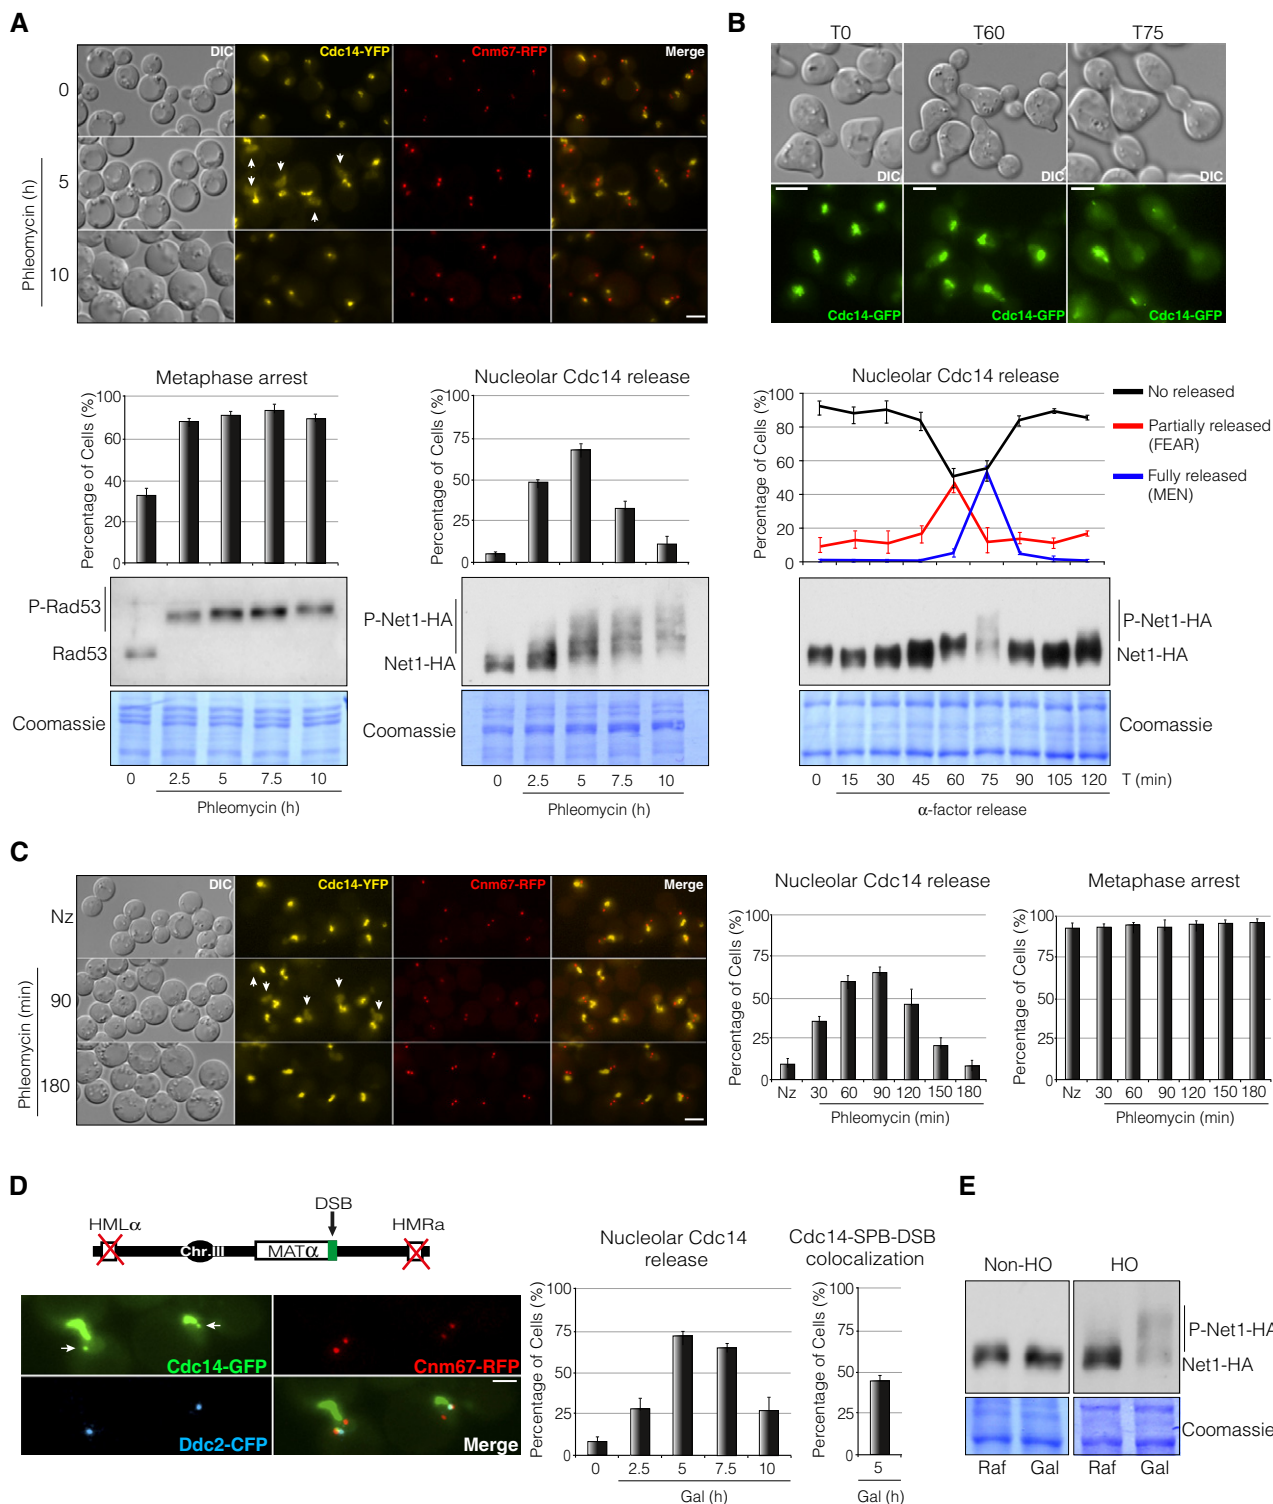 A
DIC
Cdc14-YFP
Cnm67-RFP
Merge
0
5
10
Phleomycin (h)
Metaphase arrest
Percentage of Cells (%)
100
60
40
20
0
P-Rad53
Rad53
Coomassie
0 2.5 5 7.5 10
Phleomycin (h)
Nucleolar Cdc14 release
Percentage of Cells (%)
100
75
50
25
0
P-Net1-HA
Net1-HA
Coomassie
0 2.5 5 7.5 10
Phleomycin (h)
B
T0 T60 T75
DIC DIC DIC
Cdc14-GFP Cdc14-GFP Cdc14-GFP
Nucleolar Cdc14 release
Percentage of Cells (%)
100
80
60
40
20
0
No released
Partially released
(FEAR)
Fully released
(MEN)
P-Net1-HA
Net1-HA
Coomassie
0 15 30 45 60 75 90 105 120 T (min)
α-factor release
C
DIC
Cdc14-YFP
Cnm67-RFP
Merge
Nz
90
180
Phleomycin (min)
Nucleolar Cdc14 release
Percentage of Cells (%)
100
75
50
25
0
Nz 30 60 90 120 150 180
Phleomycin (min)
Metaphase arrest
Percentage of Cells (%)
100
75
50
25
0
Nz 30 60 90 120 150 180
Phleomycin (min)
D
DSB
HMLα
HMRa
Chr.III
MATα
Cdc14-GFP
Cnm67-RFP
Ddc2-CFP
Merge
Nucleolar Cdc14
release
Percentage of Cells (%)
100
75
50
25
0
0 2.5 5 7.5 10
Gal (h)
Cdc14-SPB-DSB
colocalization
Percentage of Cells (%)
100
75
50
25
0
5
Gal (h)
E
Non-HO HO
P-Net1-HA
Net1-HA
Coomassie
Raf Gal Raf Gal